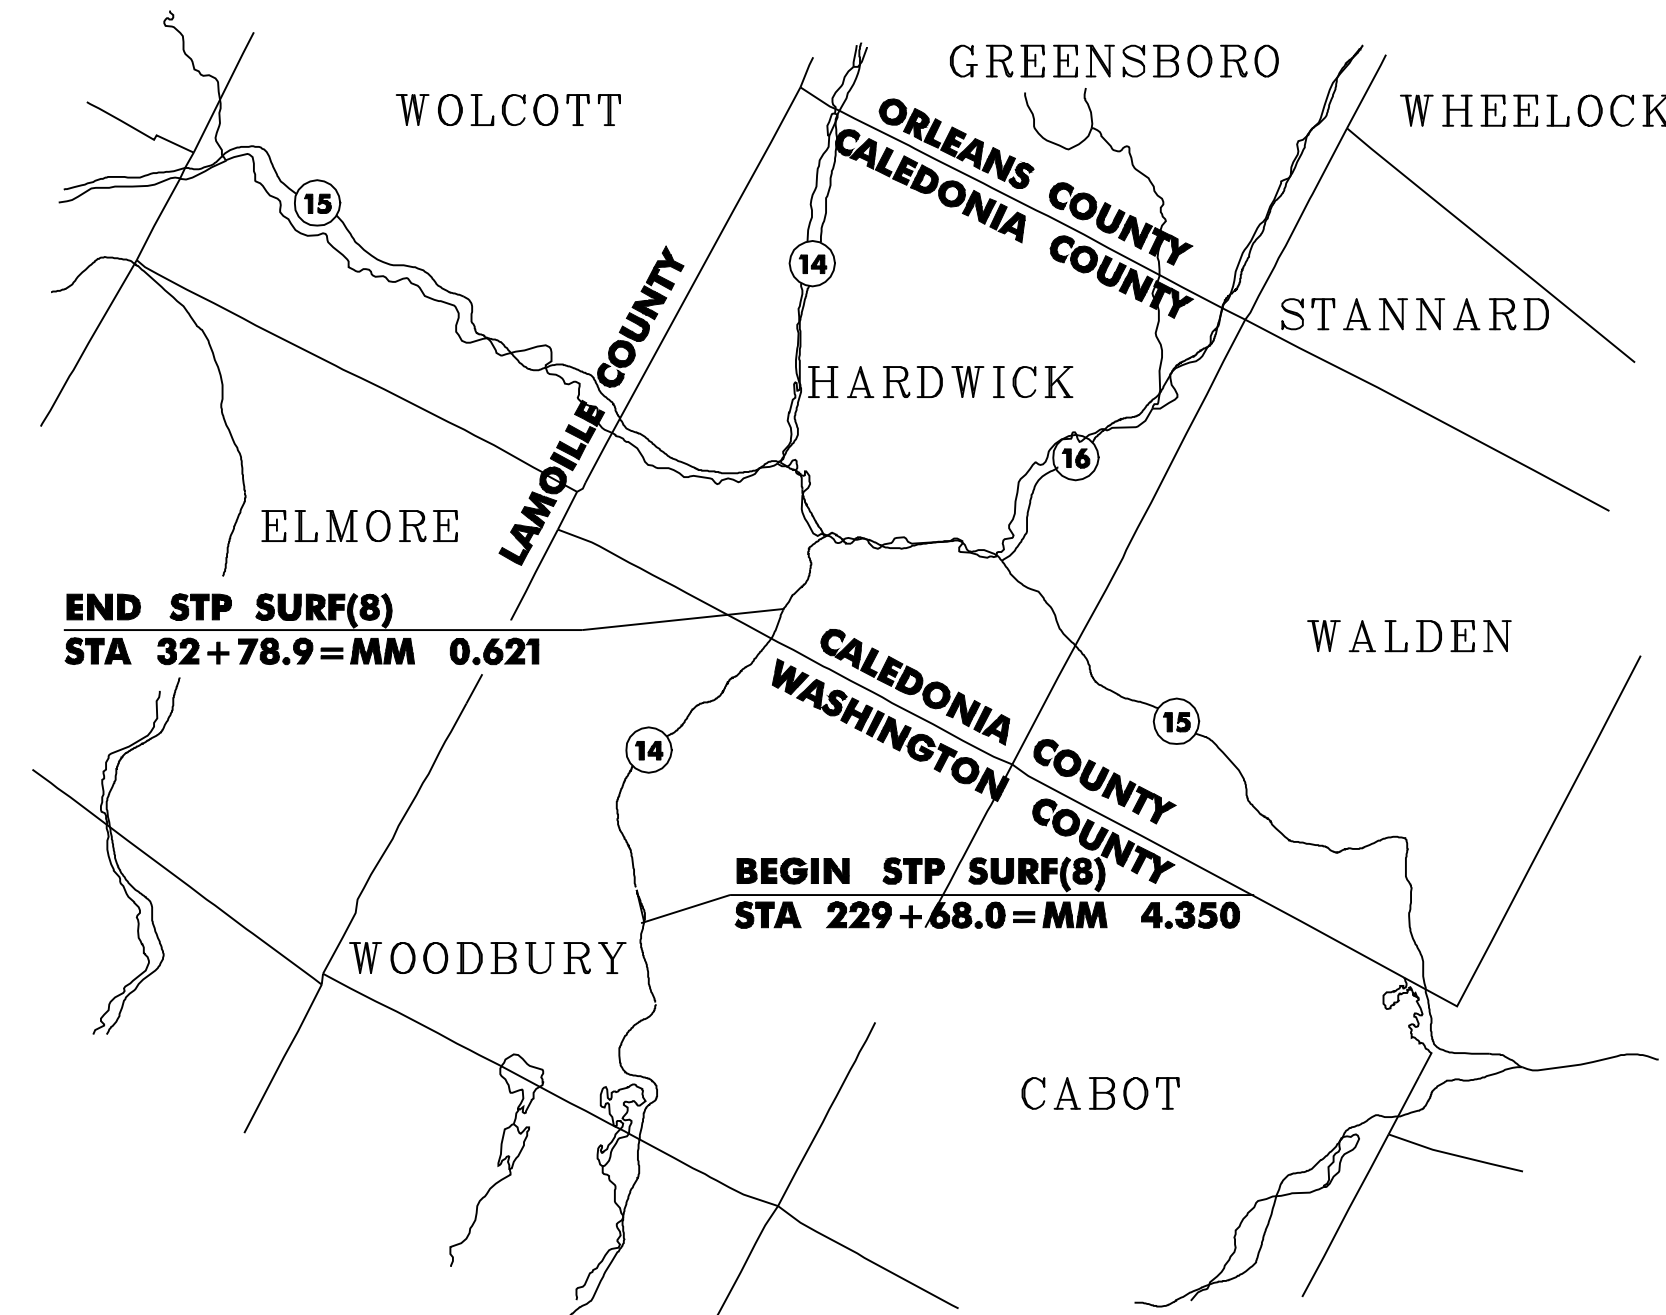 GREENSBORO
WOLCOTT
WHEELOCK
ORLEANS COUNTY
CALEDONIA COUNTY
15
14
LAMOILLE COUNTY
STANNARD
HARDWICK
16
ELMORE
END STP SURF(8)
STA 32+78.9=MM 0.621
WALDEN
CALEDONIA COUNTY
WASHINGTON COUNTY
15
14
BEGIN STP SURF(8)
STA 229+68.0=MM 4.350
WOODBURY
CABOT